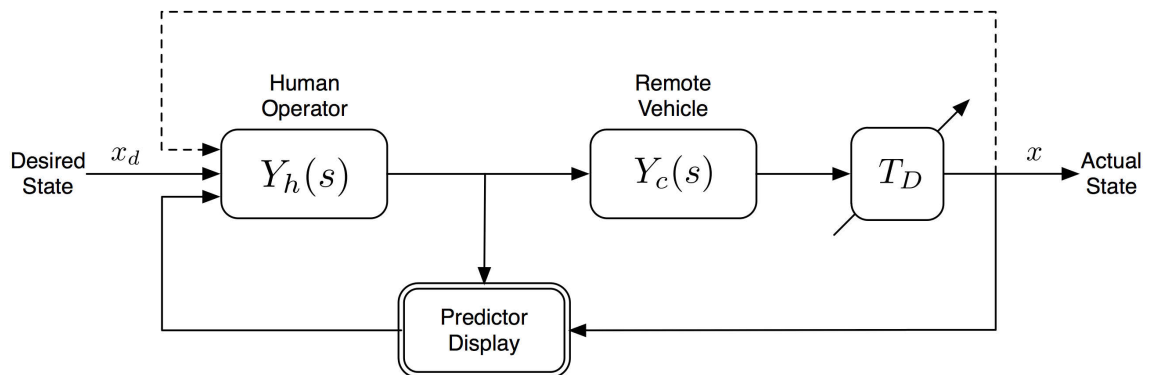 Human
Operator
Remote
Vehicle
Desired
State
x_d
Y_h(s)
Y_c(s)
T_D
x
Actual
State
Predictor
Display